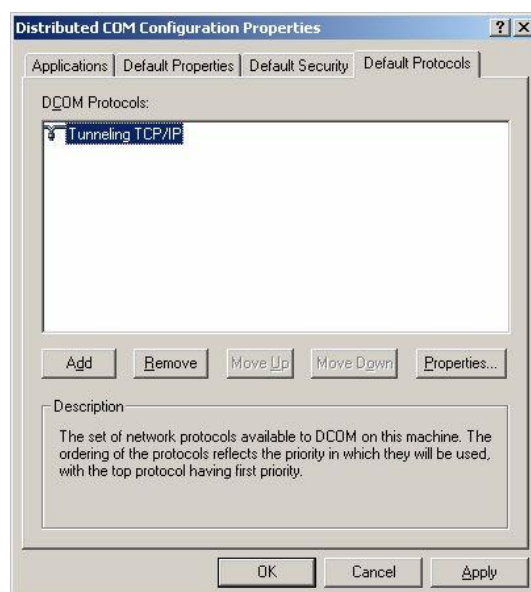 Distributed COM Configuration Properties
Applications Default Properties Default Security Default Protocols
DCOM Protocols:
Tunneling TCP/IP
Add Remove Move Up Move Down Properties...
Description
The set of network protocols available to DCOM on this machine. The
ordering of the protocols reflects the priority in which they will be used,
with the top protocol having first priority.
OK Cancel Apply